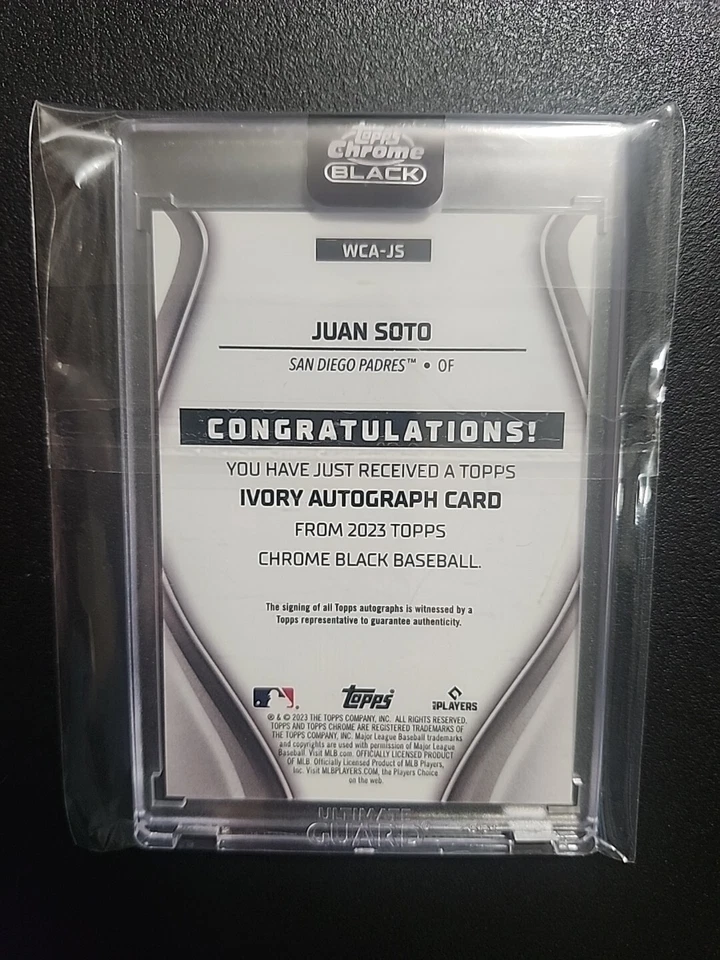 Topps
Chrome
BLACK
WCA-JS
JUAN SOTO
SAN DIEGO PADRES™ • OF
CONGRATULATIONS!
YOU HAVE JUST RECEIVED A TOPPS
IVORY AUTOGRAPH CARD
FROM 2023 TOPPS
CHROME BLACK BASEBALL.
The signing of all Topps autographs is witnessed by a
Topps representative to guarantee authenticity.
Topps
PLAYERS
® & © 2023 THE TOPPS COMPANY, INC. ALL RIGHTS RESERVED.
TOPPS AND TOPPS CHROME ARE REGISTERED TRADEMARKS OF
THE TOPPS COMPANY, INC. Major League Baseball trademarks
and copyrights are used with permission of Major League
Baseball. Visit MLB.com. OFFICIALLY LICENSED PRODUCT
OF MLB. Officially Licensed Product of MLB Players,
Inc. Visit MLBPLAYERS.COM, the Players Choice
on the web.
ULTIMATE
GUARD